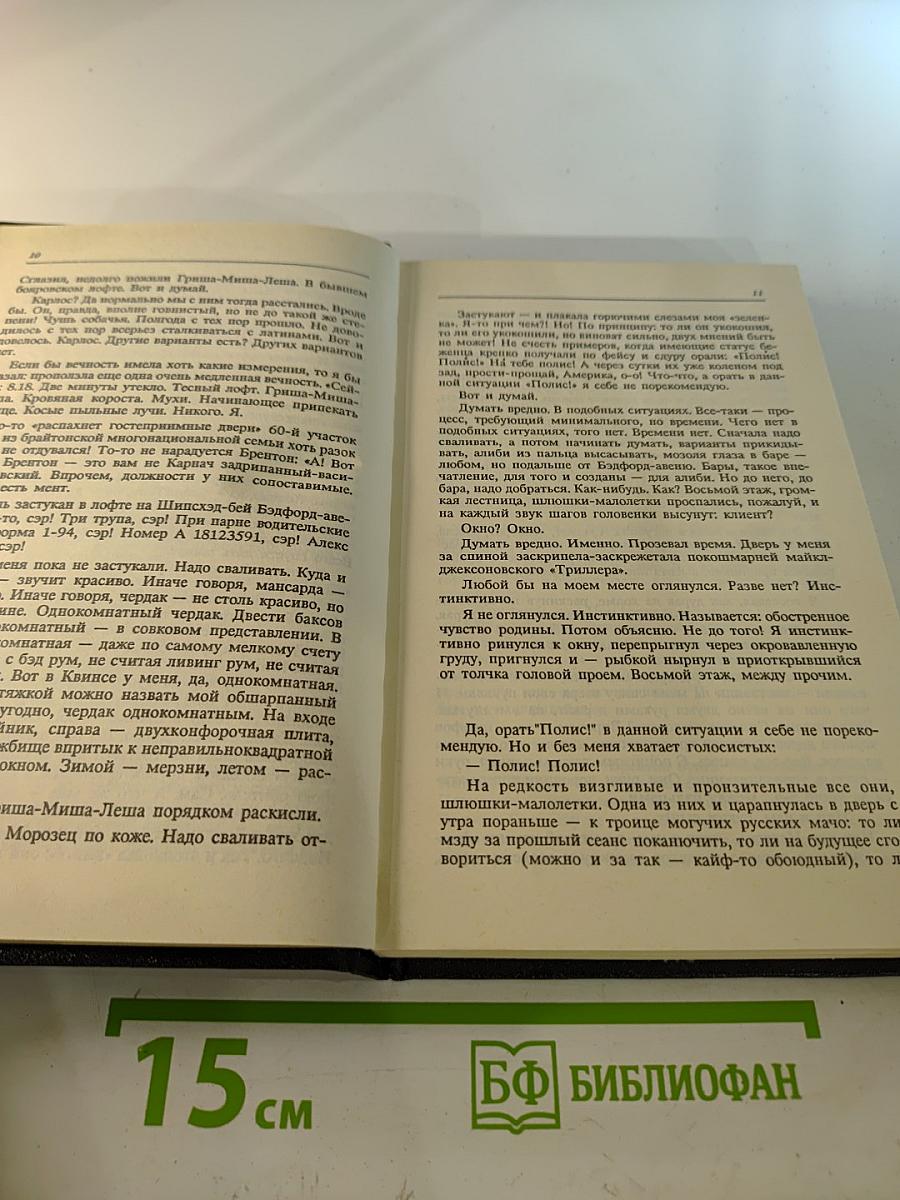 10
Сглазил, недолго пожили Гриша-Миша-Леша. В бывшем
бояровском лофте. Вот и думай.
Карлос? Да нормально мы с ним тогда расстались. Вроде
бы. Он, правда, вполне говнистый, но не до такой же сте-
пени! Чушь собачья. Полгода с тех пор прошло. Не дово-
дилось с тех пор всерьез сталкиваться с латинами. Вот и
довелось. Карлос. Другие варианты есть? Других вариантов
нет.
Если бы вечность имела хоть какие измерения, то я бы
сказал: проползла еще одна очень медленная вечность. «Сей-
8.18. Две минуты утекло. Тесный лофт. Гриша-Миша-
Кровяная короста. Мухи. Начинающее припекать
Косые пыльные лучи. Никого. Я.
«распахнет гостеприимные двери» 60-й участок
из брайтонской многонациональной семьи хоть разок
не отдувался! То-то не нарадуется Брентон: «А! Вот
Брентон — это вам не Карнач задрипанный-васи-
Впрочем, должности у них сопоставимые.
есть мент.
застукан в лофте на Шипсхэд-бей Бэдфорд-аве-
сэр! Три трупа, сэр! При парне водительские
форма 1-94, сэр! Номер А 18123591, сэр! Алекс
сэр!
меня пока не застукали. Надо сваливать. Куда и
— звучит красиво. Иначе говоря, мансарда —
Иначе говоря, чердак — не столь красиво, но
Однокомнатный чердак. Двести баксов
— в совковом представлении. В
— даже по самому мелкому счету
с бэд рум, не считая ливинг рум, не считая
Вот в Квинсе у меня, да, однокомнатная.
можно назвать мой обшарпанный
угодно, чердак однокомнатным. На входе
справа — двухконфорочная плита,
впритык к неправильноквадратной
окном. Зимой — мерзни, летом — рас-
Гриша-Миша-Леша порядком раскисли.
Морозец по коже. Надо сваливать от-
11
Застукают — и плакала горючими слезами моя «зелен-
ка». Я-то при чем?! Но! По принципу: то ли он укокошил,
то ли его укокошили, но виноват сильно, двух мнений быть
не может! Не счесть примеров, когда имеющие статус бе-
женца крепко получали по фейсу и сдуру орали: «Полис!
Полис!» На тебе полис! А через сутки их уже коленом под
зад, прости-прощай, Америка, о-о! Что-что, а орать в дан-
ной ситуации «Полис!» я себе не порекомендую.
Вот и думай.
Думать вредно. В подобных ситуациях. Все-таки — про-
цесс, требующий минимального, но времени. Чего нет в
подобных ситуациях, того нет. Времени нет. Сначала надо
сваливать, а потом начинать думать, варианты прикиды-
вать, алиби из пальца высасывать, мозоля глаза в баре —
любом, но подальше от Бэдфорд-авеню. Бары, такое впе-
чатление, для того и созданы — для алиби. Но до него, до
бара, надо добраться. Как-нибудь. Как? Восьмой этаж, гром-
кая лестница, шлюшки-малолетки проспались, пожалуй, и
на каждый звук шагов головенки высунут: клиент?
Окно? Окно.
Думать вредно. Именно. Прозевал время. Дверь у меня
за спиной заскрипела-заскрежетала покошмарней майкл-
джексоновского «Триллера».
Любой бы на моем месте оглянулся. Разве нет? Инс-
тинктивно.
Я не оглянулся. Инстинктивно. Называется: обостренное
чувство родины. Потом объясню. Не до того! Я инстинк-
тивно ринулся к окну, перепрыгнул через окровавленную
груду, пригнулся и — рыбкой нырнул в приоткрывшийся
от толчка головой проем. Восьмой этаж, между прочим.
Да, орать"Полис!" в данной ситуации я себе не пореко-
мендую. Но и без меня хватает голосистых:
— Полис! Полис!
На редкость визгливые и пронзительные все они,
шлюшки-малолетки. Одна из них и царапнулась в дверь с
утра пораньше — к троице могучих русских мачо: то ли
мзду за прошлый сеанс поканючить, то ли на будущее сго
вориться (можно и за так — кайф-то обоюдный), то л
15 см
БФ БИБЛИОФАН